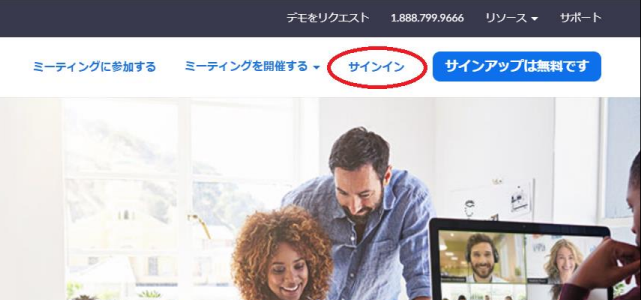 デモをリクエスト 1.888.799.9666 リソース サポート
ミーティングに参加する ミーティングを開催する サインイン サインアップは無料です